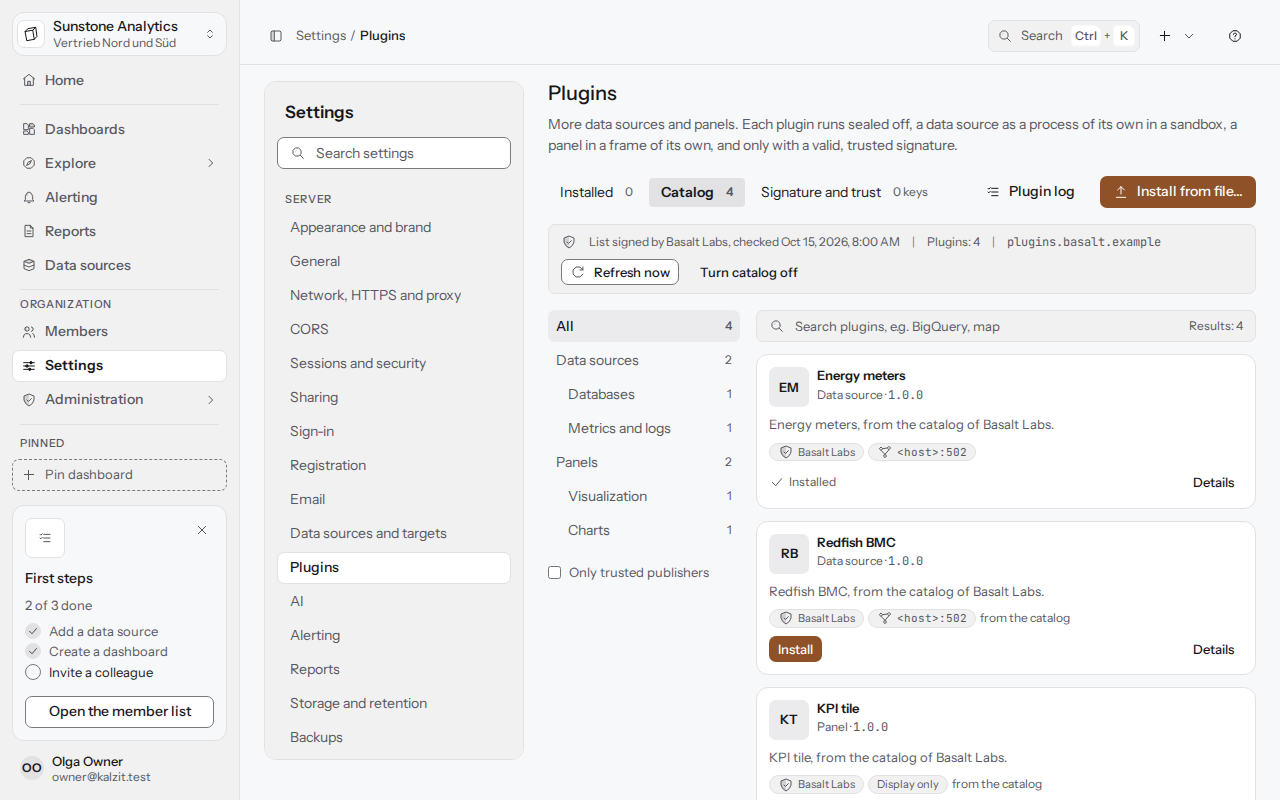 Sunstone Analytics
Vertrieb Nord und Süd
Home
Dashboards
Explore
Alerting
Reports
Data sources
ORGANIZATION
Members
Settings
Administration
PINNED
Pin dashboard
First steps
2 of 3 done
Add a data source
Create a dashboard
Invite a colleague
Open the member list
OO
Olga Owner
owner@kalzit.test
Settings / Plugins
Search Ctrl + K
Settings
Search settings
SERVER
Appearance and brand
General
Network, HTTPS and proxy
CORS
Sessions and security
Sharing
Sign-in
Registration
Email
Data sources and targets
Plugins
AI
Alerting
Reports
Storage and retention
Backups
Plugins
More data sources and panels. Each plugin runs sealed off, a data source as a process of its own in a sandbox, a
panel in a frame of its own, and only with a valid, trusted signature.
Installed 0 Catalog 4 Signature and trust 0 keys Plugin log Install from file…
List signed by Basalt Labs, checked Oct 15, 2026, 8:00 AM | Plugins: 4 | plugins.basalt.example
Refresh now Turn catalog off
All 4
Data sources 2
Databases 1
Metrics and logs 1
Panels 2
Visualization 1
Charts 1
Only trusted publishers
Search plugins, e.g. BigQuery, map Results: 4
EM
Energy meters
Data source · 1.0.0
Energy meters, from the catalog of Basalt Labs.
Basalt Labs <host>:502
Installed Details
RB
Redfish BMC
Data source · 1.0.0
Redfish BMC, from the catalog of Basalt Labs.
Basalt Labs <host>:502 from the catalog
Install Details
KT
KPI tile
Panel · 1.0.0
KPI tile, from the catalog of Basalt Labs.
Basalt Labs Display only from the catalog